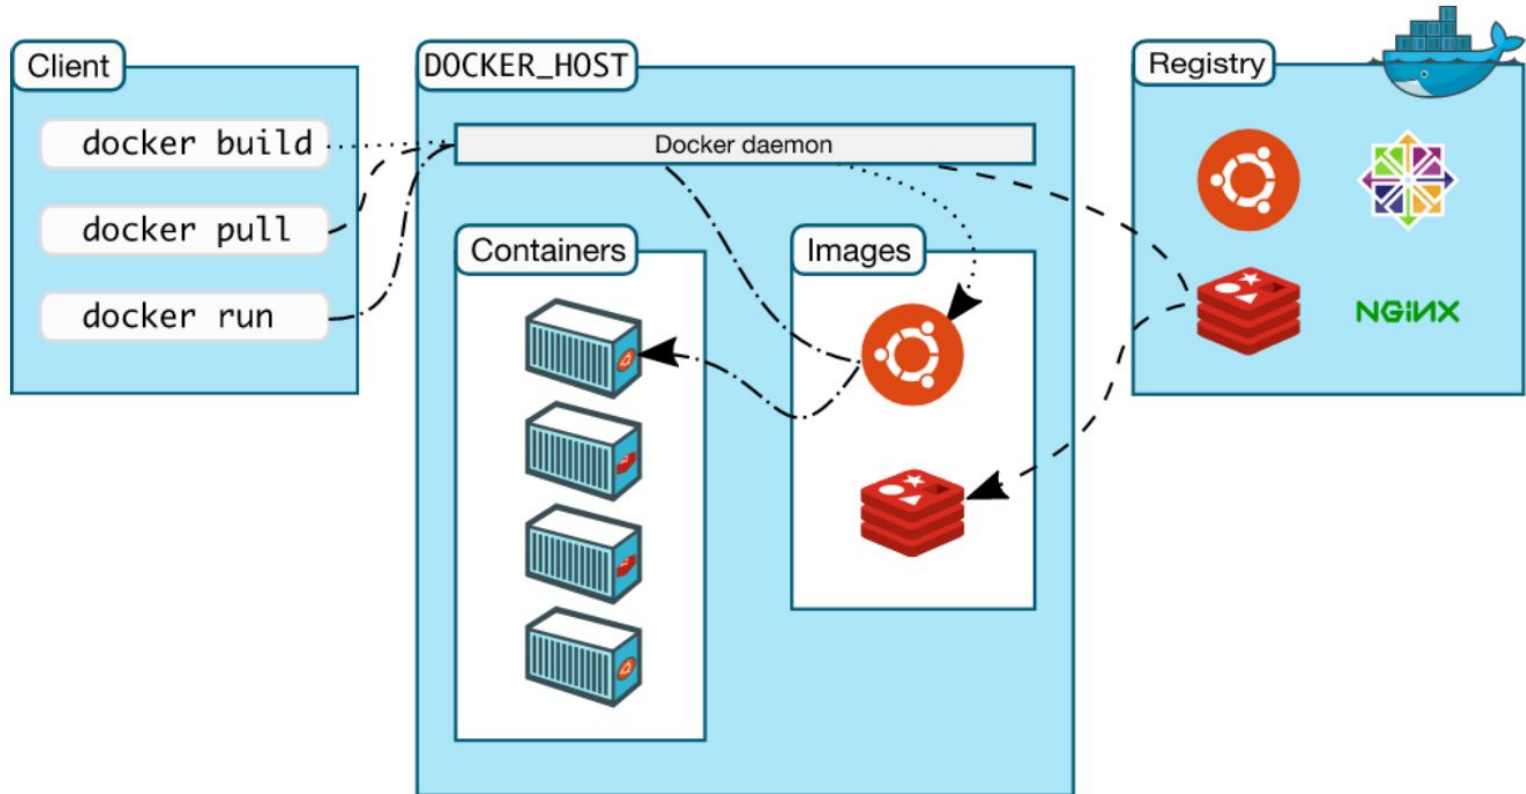 Client
docker build
docker pull
docker run
DOCKER_HOST
Docker daemon
Containers
Images
Registry
NGINX